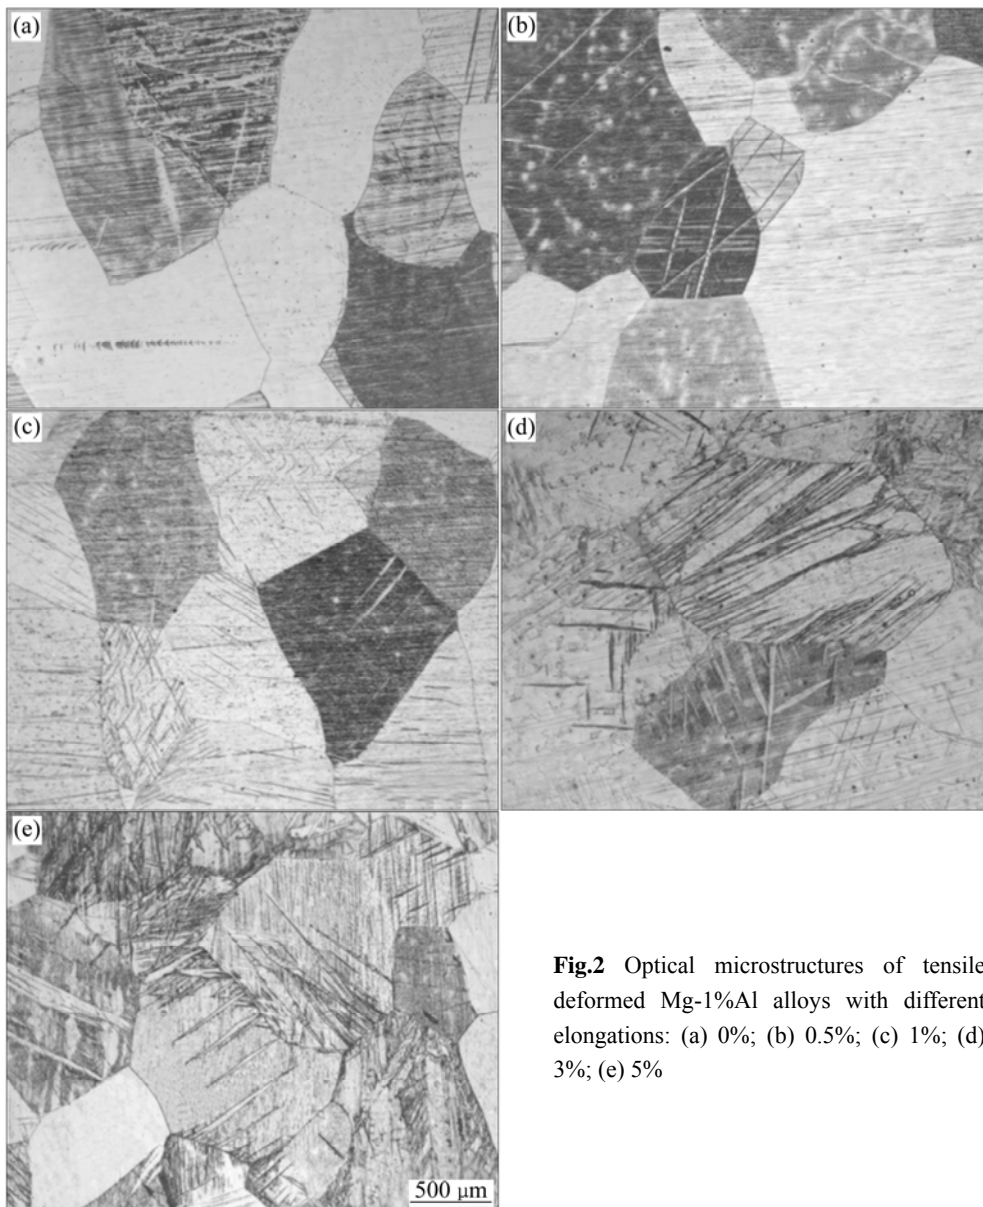 (a)
(b)
(c)
(d)
(e)
500 μm
Fig.2 Optical microstructures of tensile
deformed Mg-1%Al alloys with different
elongations: (a) 0%; (b) 0.5%; (c) 1%; (d)
3%; (e) 5%